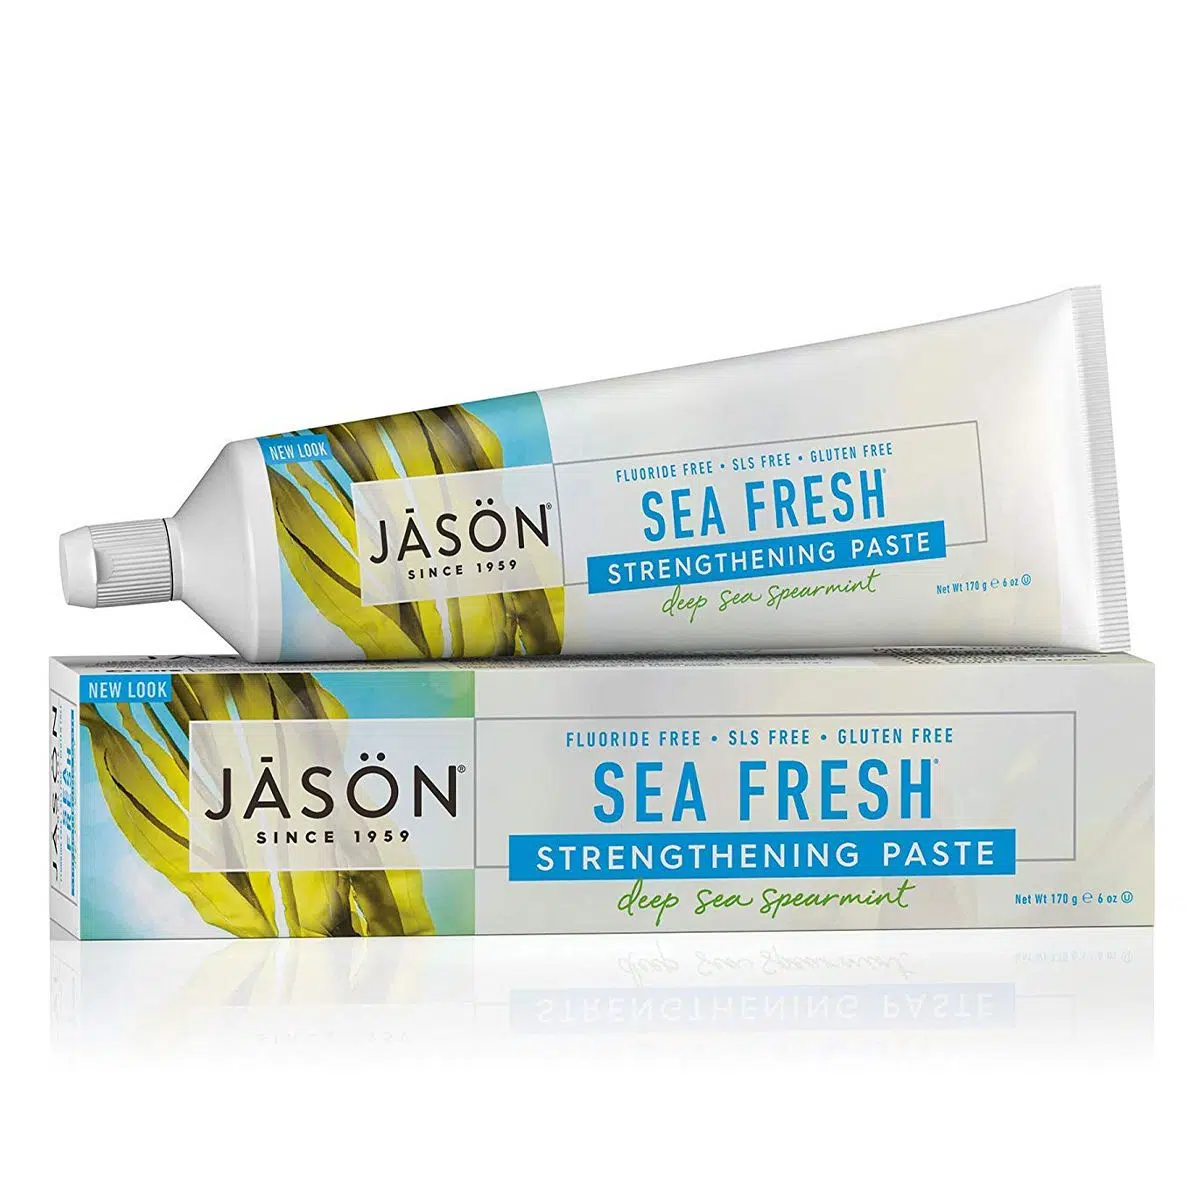 NEW LOOK
JĀSÖN®
SINCE 1959
FLUORIDE FREE • SLS FREE • GLUTEN FREE
SEA FRESH®
STRENGTHENING PASTE
deep sea spearmint
Net Wt 170 g ℮ 6 oz Ⓤ
NEW LOOK
JĀSÖN®
SINCE 1959
FLUORIDE FREE • SLS FREE • GLUTEN FREE
SEA FRESH®
STRENGTHENING PASTE
deep sea spearmint
Net Wt 170 g ℮ 6 oz Ⓤ
JĀSÖN